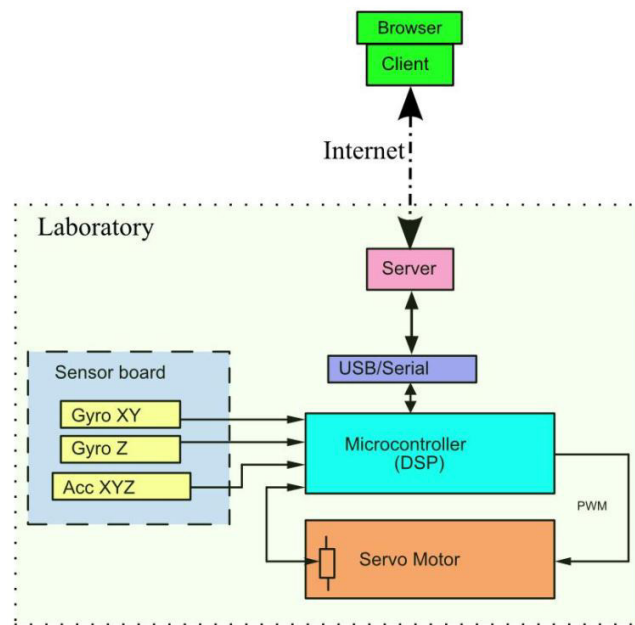 Browser
Client
Internet
Laboratory
Server
USB/Serial
Sensor board
Gyro XY
Gyro Z
Acc XYZ
Microcontroller
(DSP)
PWM
Servo Motor